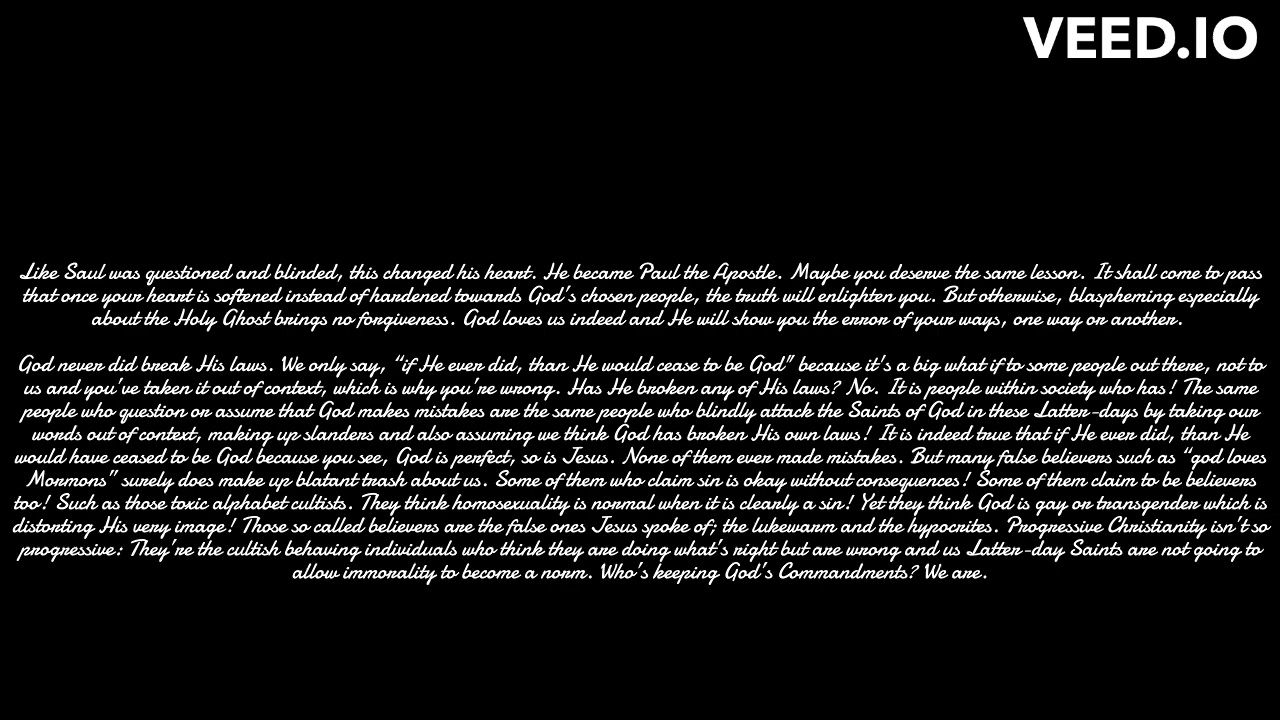 VEED.IO
Like Saul was questioned and blinded, this changed his heart. He became Paul the Apostle. Maybe you deserve the same lesson. It shall come to pass
that once your heart is softened instead of hardened towards God's chosen people, the truth will enlighten you. But otherwise, blaspheming especially
about the Holy Ghost brings no forgiveness. God loves us indeed and He will show you the error of your ways, one way or another.
God never did break His laws. We only say, “if He ever did, than He would cease to be God” because it's a big what if to some people out there, not to
us and you've taken it out of context, which is why you're wrong. Has He broken any of His laws? No. It is people within society who has! The same
people who question or assume that God makes mistakes are the same people who blindly attack the Saints of God in these Latter-days by taking our
words out of context, making up slanders and also assuming we think God has broken His own laws! It is indeed true that if He ever did, than He
would have ceased to be God because you see, God is perfect, so is Jesus. None of them ever made mistakes. But many false believers such as “god loves
Mormons” surely does make up blatant trash about us. Some of them who claim sin is okay without consequences! Some of them claim to be believers
too! Such as those toxic alphabet cultists. They think homosexuality is normal when it is clearly a sin! Yet they think God is gay or transgender which is
distorting His very image! Those so called believers are the false ones Jesus spoke of; the lukewarm and the hypocrites. Progressive Christianity isn't so
progressive: They're the cultish behaving individuals who think they are doing what's right but are wrong and us Latter-day Saints are not going to
allow immorality to become a norm. Who's keeping God's Commandments? We are.